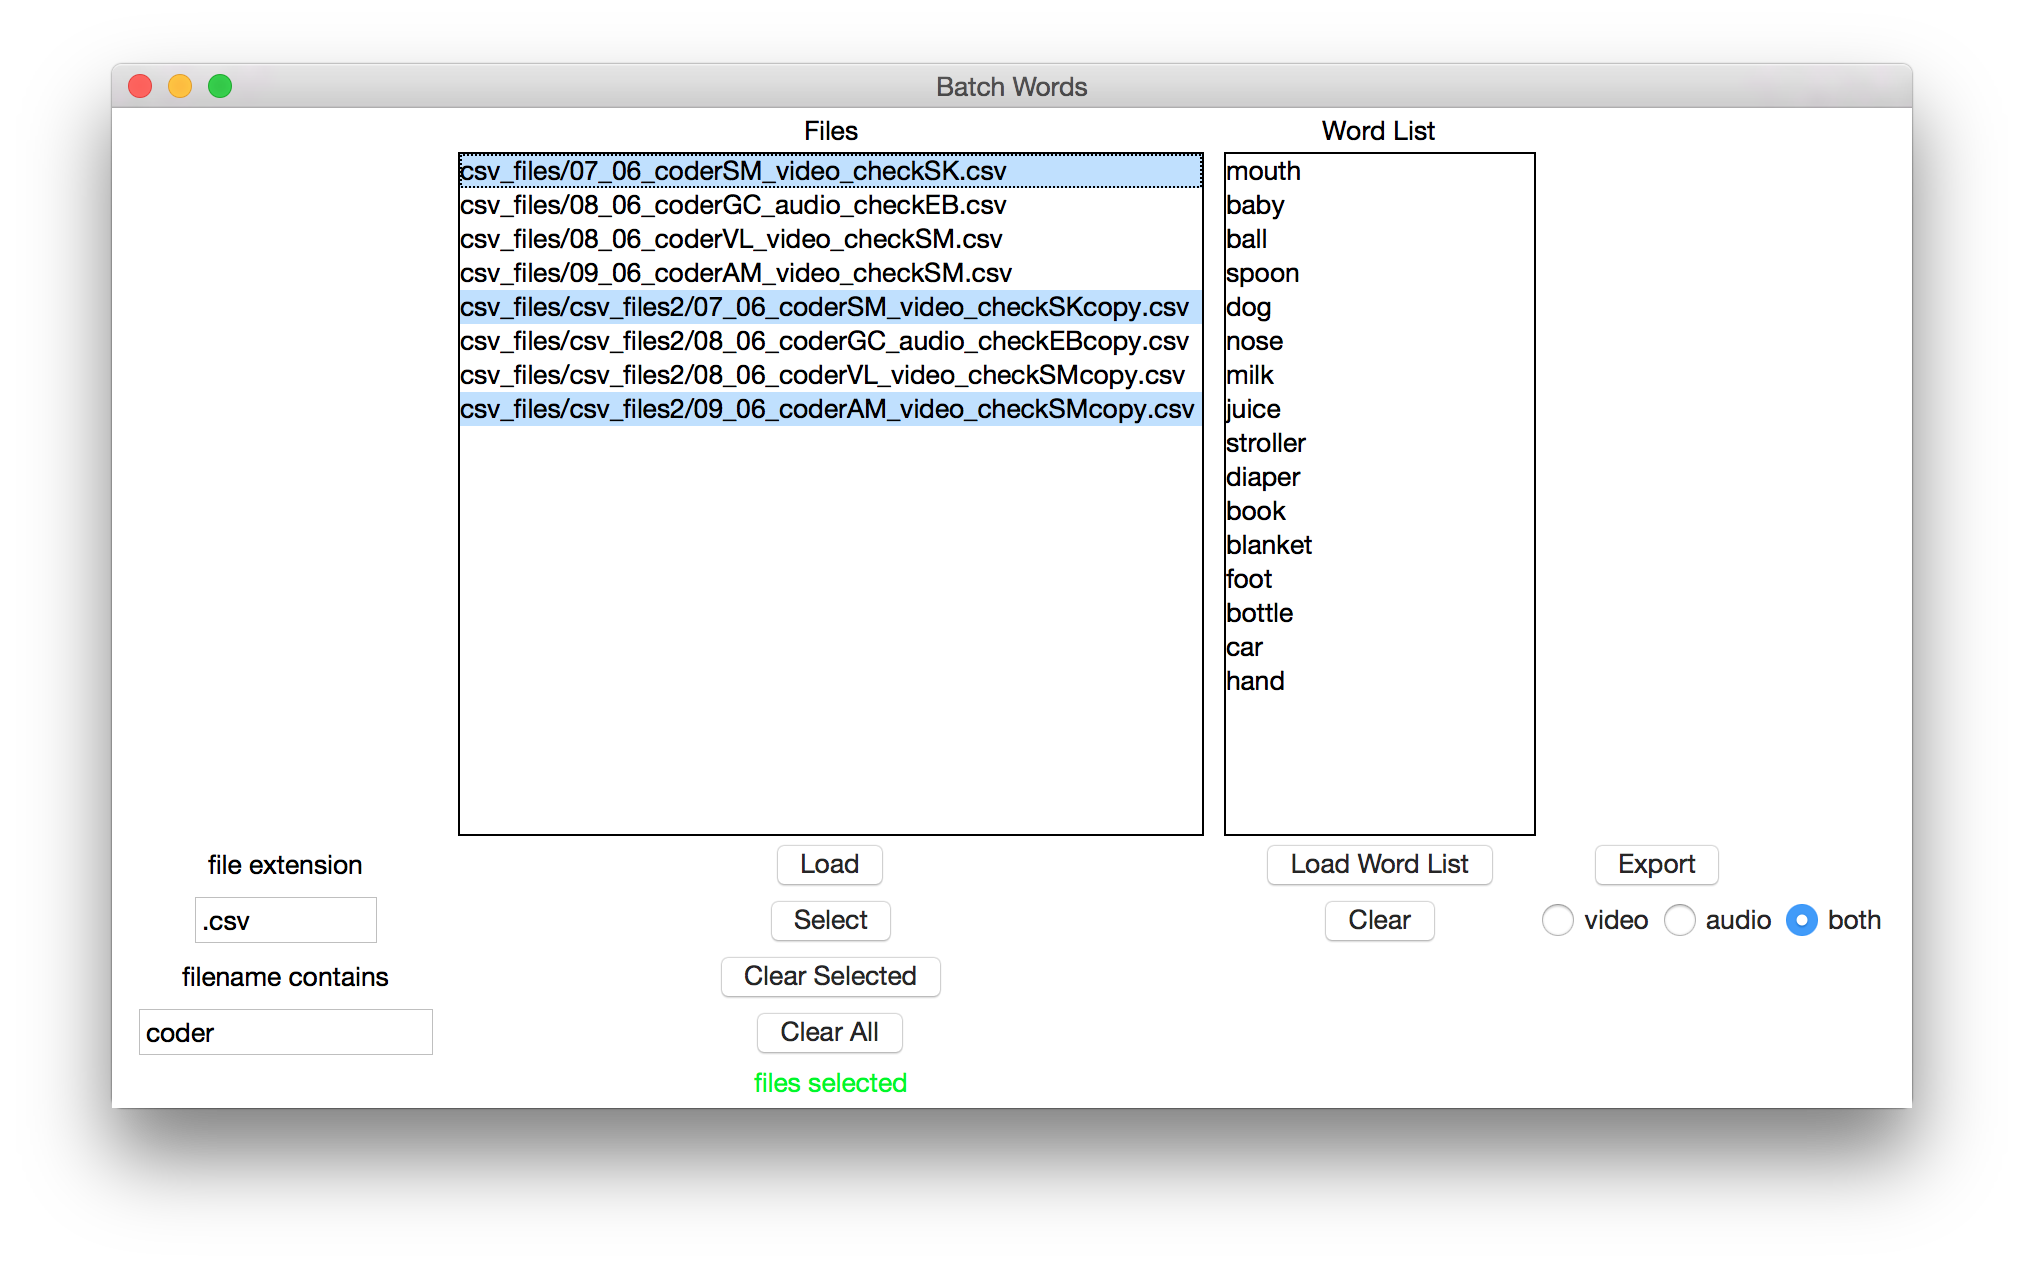 Batch Words
Files
Word List
csv_files/07_06_coderSM_video_checkSK.csv
csv_files/08_06_coderGC_audio_checkEB.csv
csv_files/08_06_coderVL_video_checkSM.csv
csv_files/09_06_coderAM_video_checkSM.csv
csv_files/csv_files2/07_06_coderSM_video_checkSKcopy.csv
csv_files/csv_files2/08_06_coderGC_audio_checkEBcopy.csv
csv_files/csv_files2/08_06_coderVL_video_checkSMcopy.csv
csv_files/csv_files2/09_06_coderAM_video_checkSMcopy.csv
mouth
baby
ball
spoon
dog
nose
milk
juice
stroller
diaper
book
blanket
foot
bottle
car
hand
file extension
Load
Load Word List
Export
.csv
Select
Clear
video
audio
both
filename contains
Clear Selected
coder
Clear All
files selected